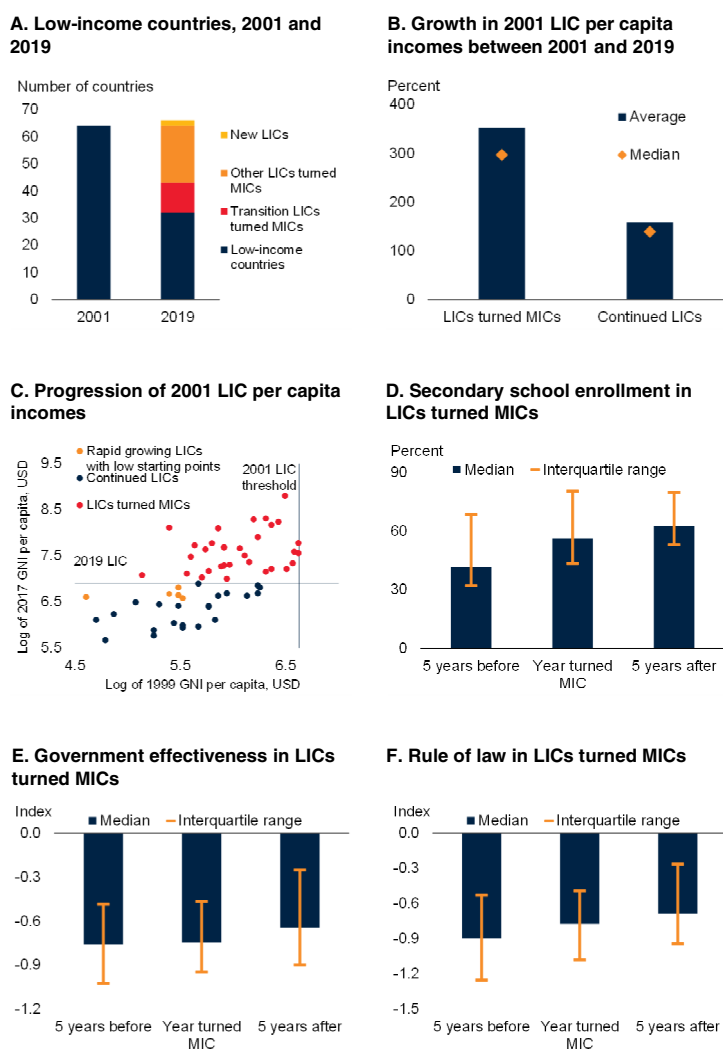 A. Low-income countries, 2001 and
2019
Number of countries
70
60
50
40
30
20
10
0
New LICs
Other LICs turned
MICs
Transition LICs
turned MICs
Low-income
countries
2001
2019
B. Growth in 2001 LIC per capita
incomes between 2001 and 2019
Percent
400
300
200
100
0
Average
Median
LICs turned MICs
Continued LICs
C. Progression of 2001 LIC per capita
incomes
Log of 2017 GNI per capita, USD
9.5
8.5
7.5
6.5
5.5
Rapid growing LICs
with low starting points
Continued LICs
LICs turned MICs
2001 LIC
threshold
2019 LIC
4.5
5.5
6.5
Log of 1999 GNI per capita, USD
D. Secondary school enrollment in
LICs turned MICs
Percent
90
60
30
0
Median
Interquartile range
5 years before
Year turned
MIC
5 years after
E. Government effectiveness in LICs
turned MICs
Index
0.0
-0.3
-0.6
-0.9
-1.2
Median
Interquartile range
5 years before
Year turned
MIC
5 years after
F. Rule of law in LICs turned MICs
Index
0.0
-0.3
-0.6
-0.9
-1.2
-1.5
Median
Interquartile range
5 years before
Year turned
MIC
5 years after